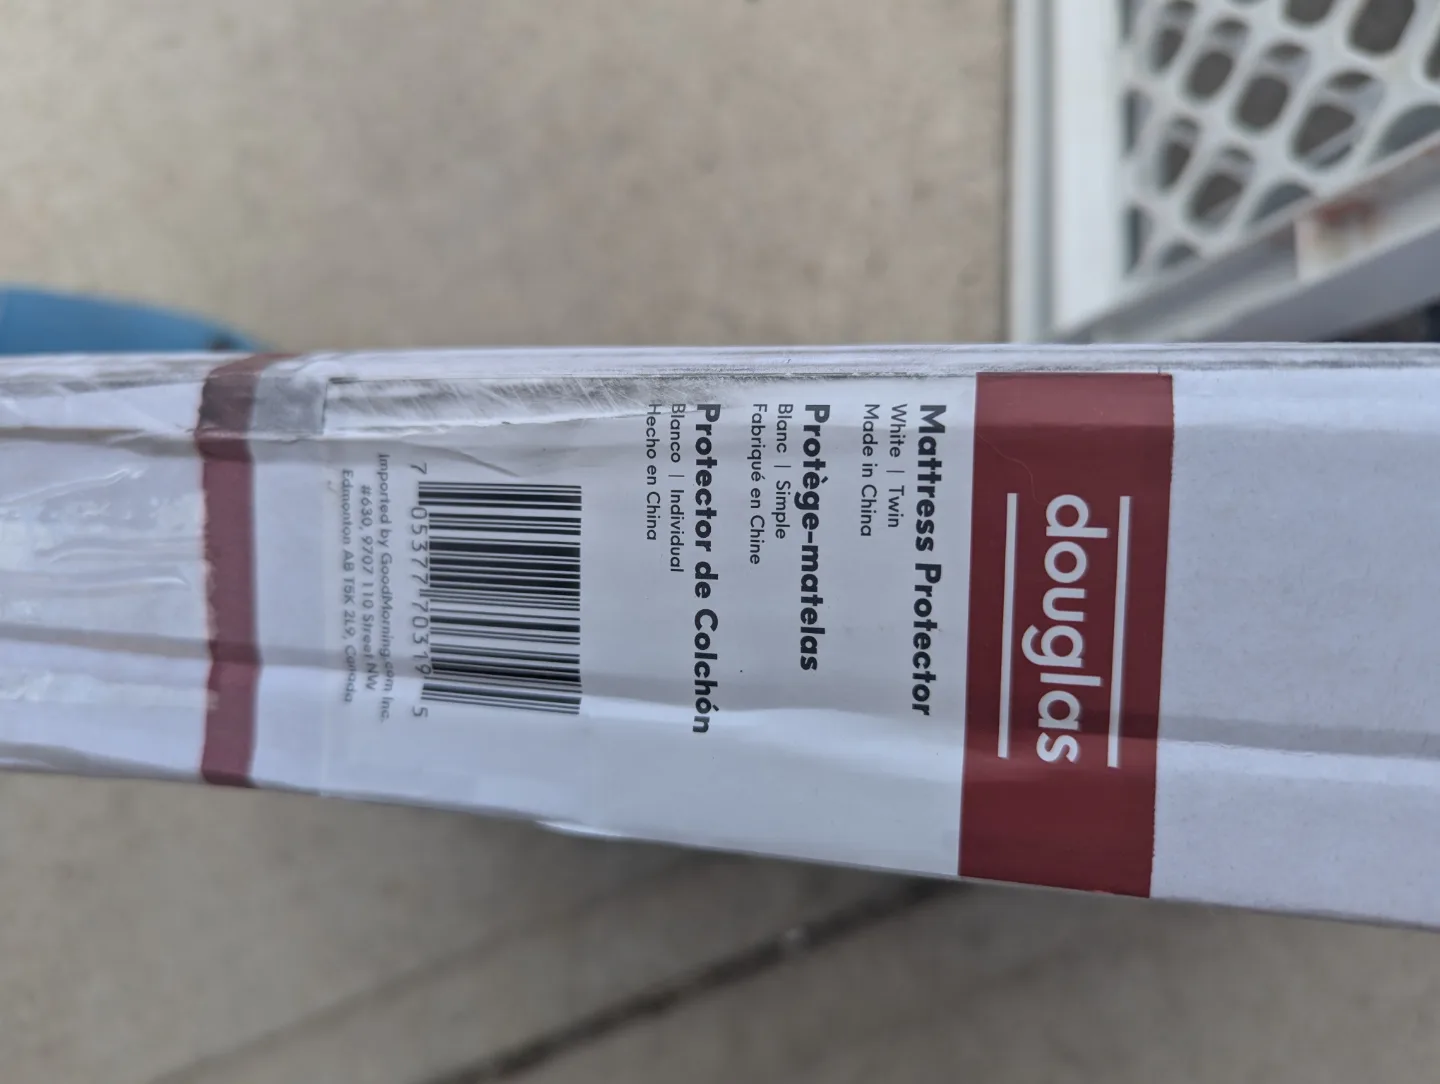 douglas
Mattress Protector
White | Twin
Made in China
Protège-matelas
Blanc | Simple
Fabriqué en Chine
Protector de Colchón
Blanco | Individual
Hecho en China
7 05377 70319 5
Imported by GoodMorning.com Inc.
#630, 9707 110 Street NW
Edmonton AB T5K 2L9, Canada